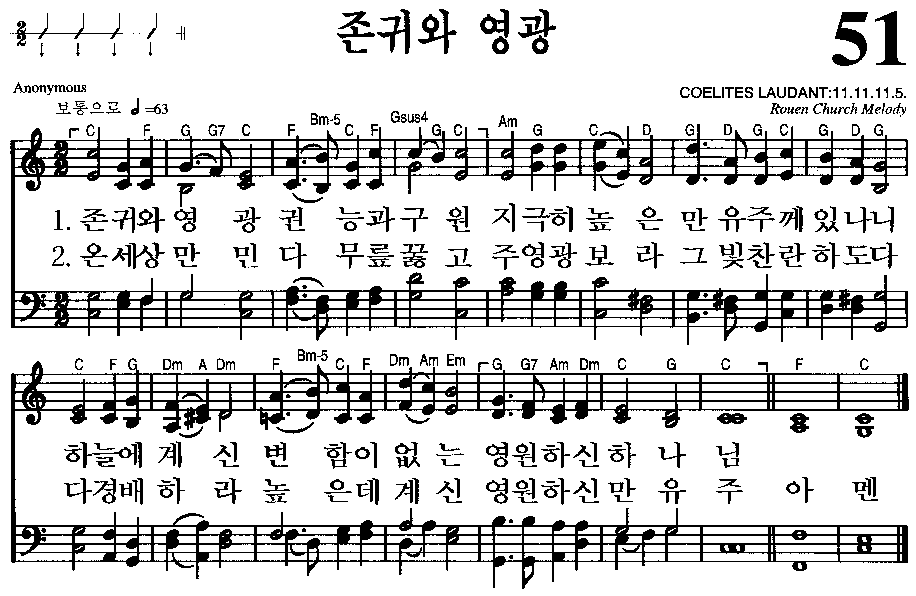 존귀와 영광
51
Anonymous
보통으로 ♩=63
COELITES LAUDANT:11.11.11.5.
Rouen Church Melody
C F G G7 C F Bm-5 C F Gsus4 G C Am G C D G D G C G D G
1. 존귀와 영 광 권 능과 구 원 지극히 높 은 만 유주께 있나니
2. 온세상 만 민 다 무릎 꿇 고 주영광 보 라 그 빛찬란 하도다
C F G Dm A Dm F Bm-5 C F Dm Am Em G G7 Am Dm C G C F C
하늘에 계 신 변 함이 없 는 영원하신 하 나 님
다경배 하 라 높 은데 계 신 영원하신 만 유 주 아 멘